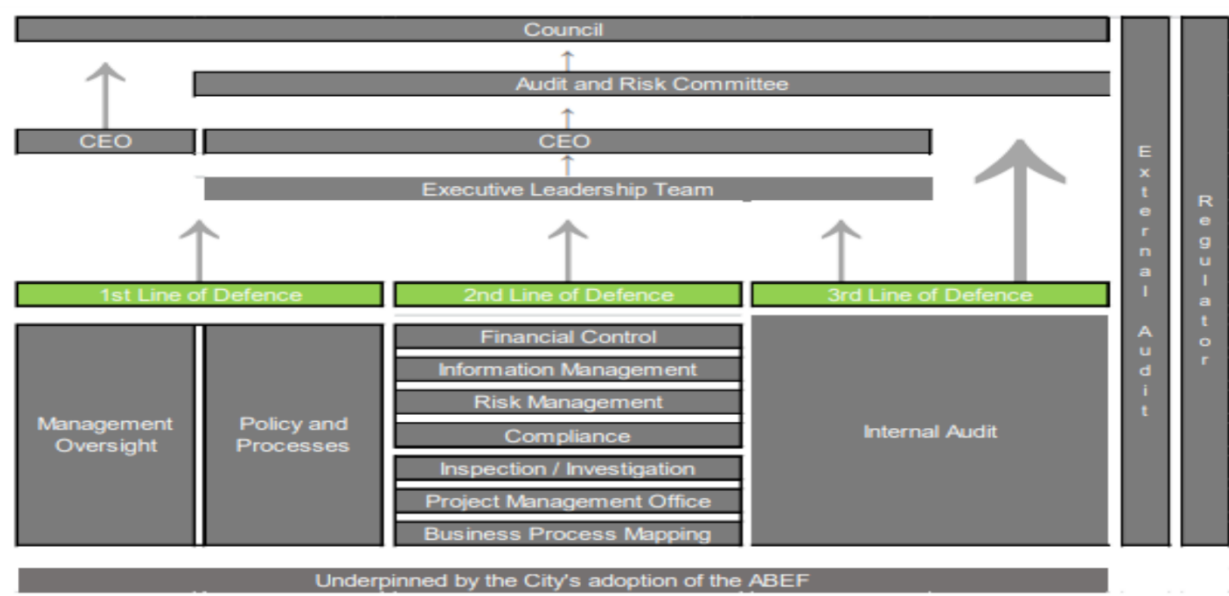 Council
Audit and Risk Committee
CEO
CEO
Executive Leadership Team
1st Line of Defence
2nd Line of Defence
3rd Line of Defence
Management
Oversight
Policy and
Processes
Financial Control
Information Management
Risk Management
Compliance
Inspection / Investigation
Project Management Office
Business Process Mapping
Internal Audit
External Audit
Regulator
Underpinned by the City's adoption of the ABEF